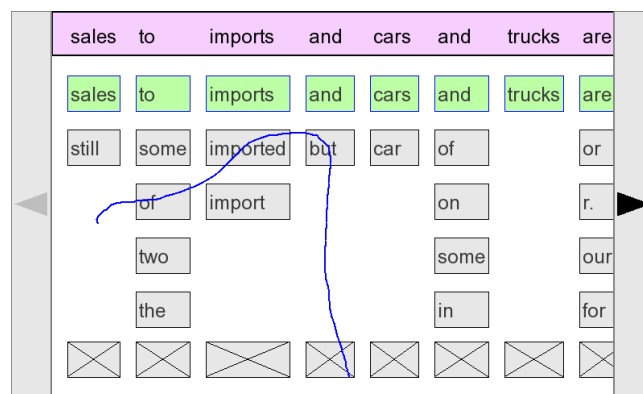 sales to imports and cars and trucks are
sales to imports and cars and trucks are
still some imported but car of or
of import on r.
two some our
the in for